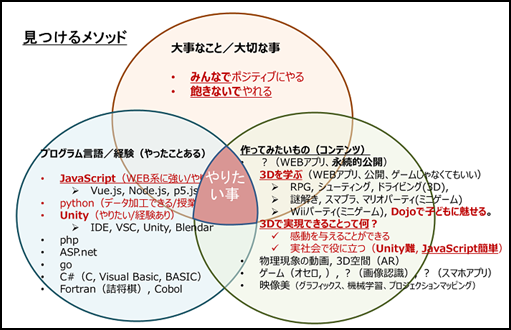 見つけるメソッド
大事なこと／大切な事
• みんなでポジティブにやる
• 飽きないでやれる
プログラム言語／経験（やったことある）
• JavaScript（WEB系に強い/や
➢ Vue.js, Node.js, p5.js
• python（データ加工できる/授業
• Unity（やりたい/経験あり）
➢ IDE, VSC, Unity, Blendar
• php
• ASP.net
• go
• C#（C, Visual Basic, BASIC）
• Fortran（詰将棋）, Cobol
やりた
い事
作ってみたいもの（コンテンツ）
• ？（WEBアプリ、永続的公開）
• 3Dを学ぶ（WEBアプリ、公開、ゲームじゃなくてもいい）
➢ RPG, シューティング, ドライビング(3D),
➢ 謎解き, スマブラ, マリオパーティ(ミニゲーム)
➢ Wiiパーティ(ミニゲーム)、Dojoで子どもに魅せる。
• 3Dで実現できることって何？
✓ 感動を与えることができる
✓ 実社会で役に立つ（Unity難, JavaScript簡単）
• 物理現象の動画, 3D空間（AR）
• ゲーム（オセロ, ）, ？（画像認識）, ？（スマホアプリ）
• 映像美（グラフィックス、機械学習、プロジェクションマッピング）